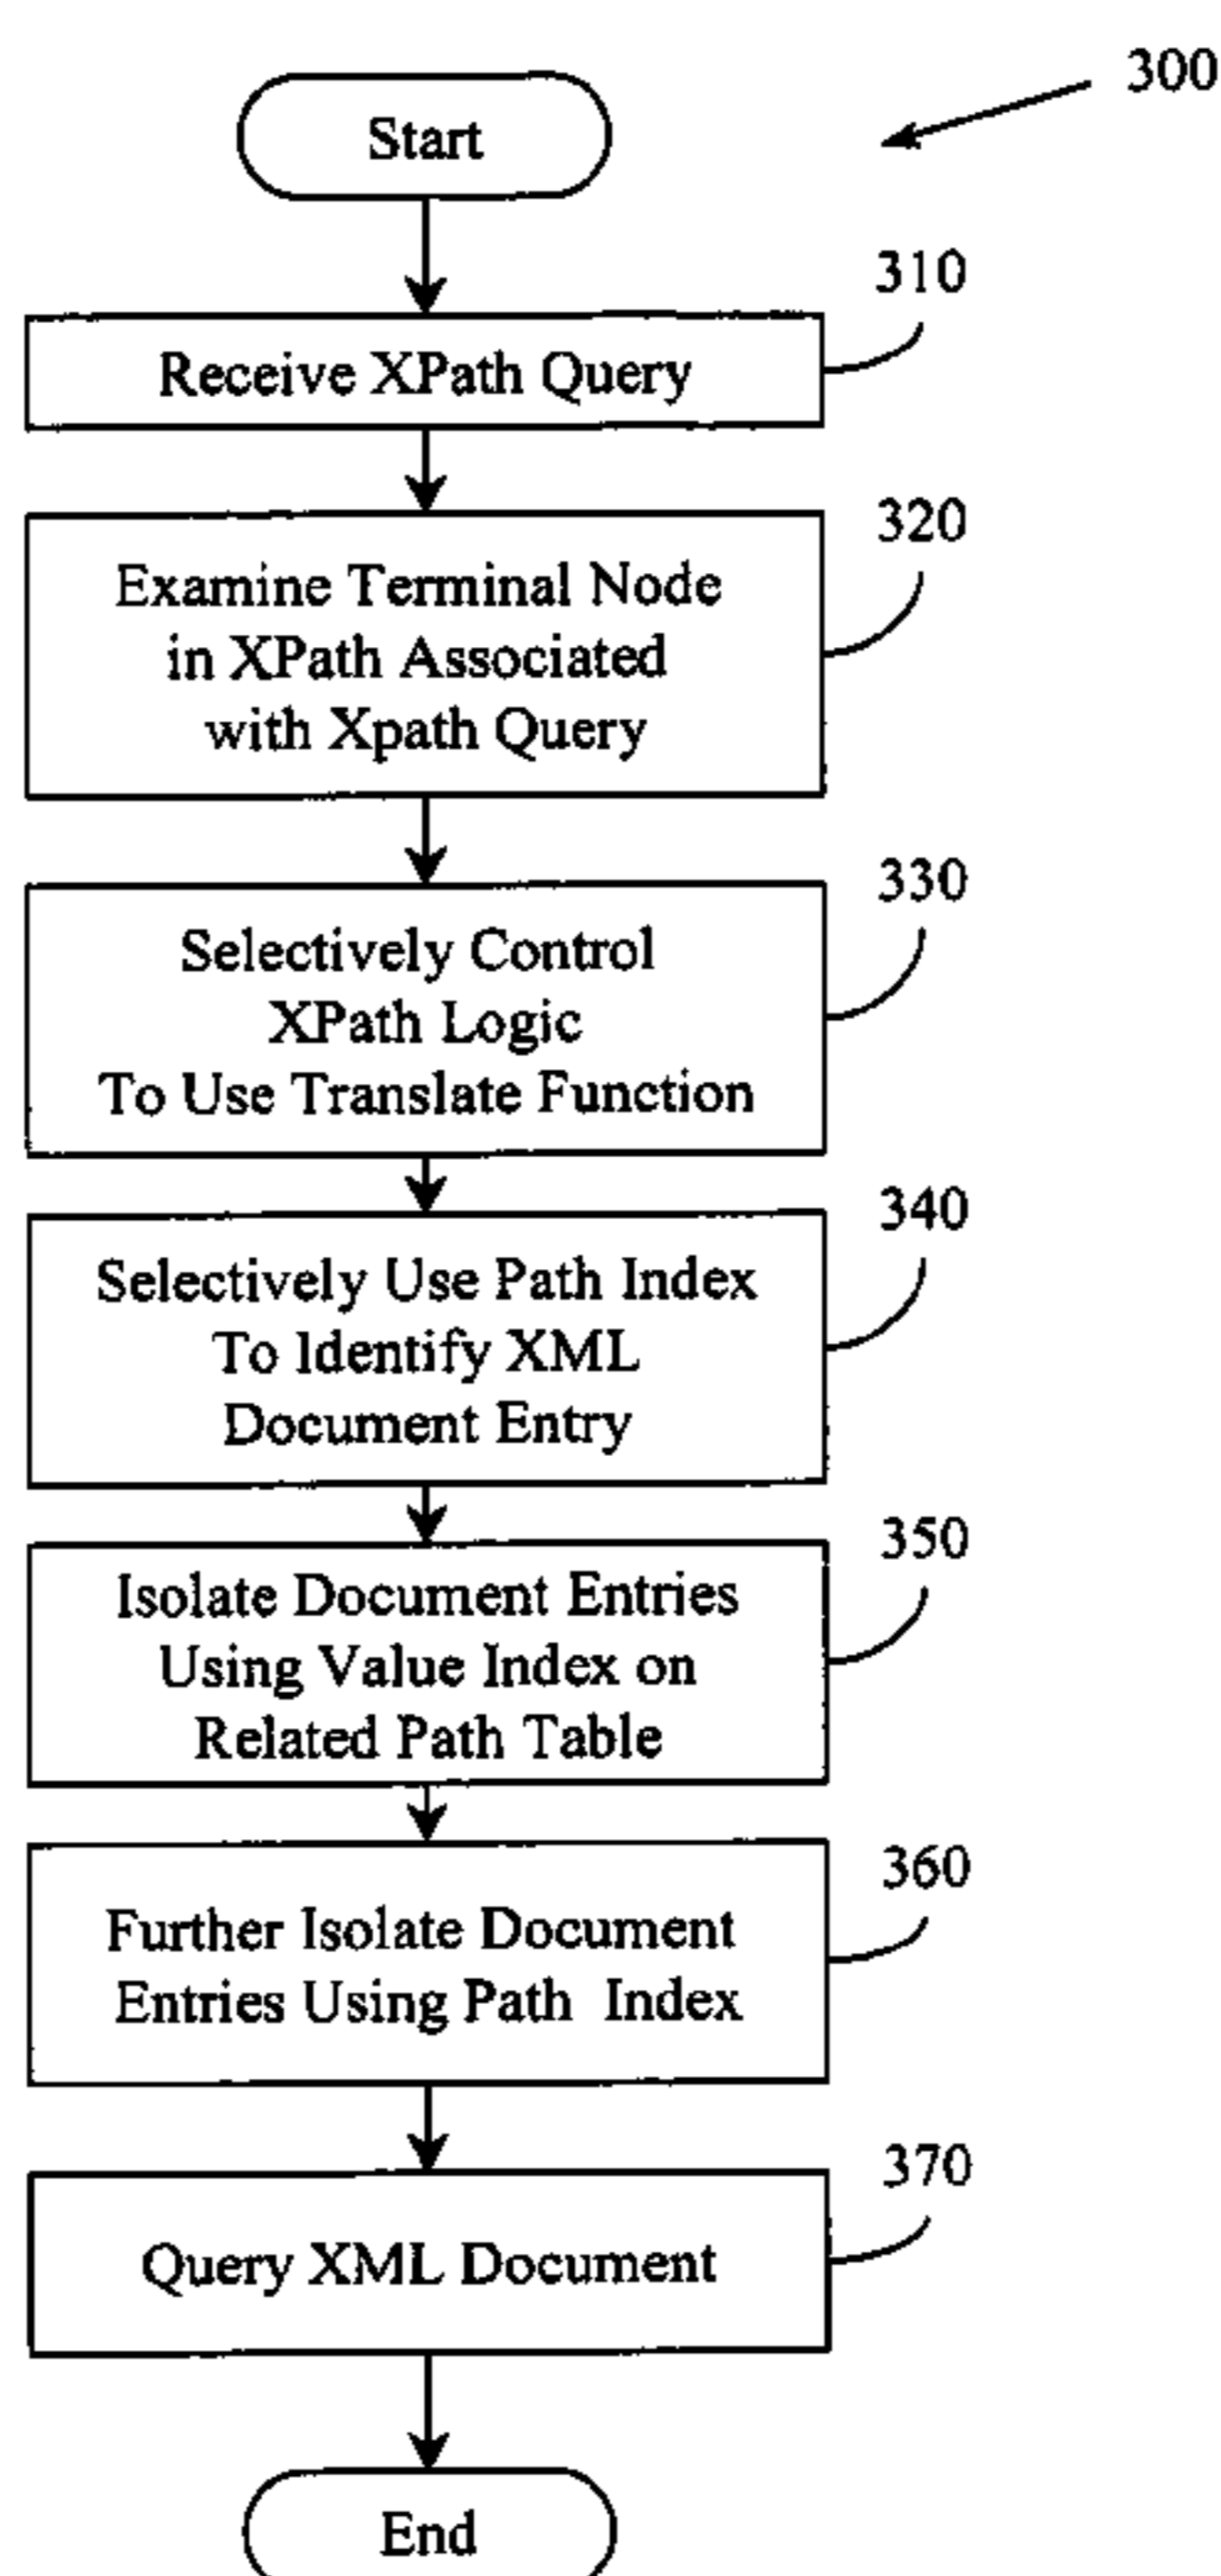 300
Start
310
Receive XPath Query
320
Examine Terminal Node
in XPath Associated
with Xpath Query
330
Selectively Control
XPath Logic
To Use Translate Function
340
Selectively Use Path Index
To Identify XML
Document Entry
350
Isolate Document Entries
Using Value Index on
Related Path Table
360
Further Isolate Document
Entries Using Path Index
370
Query XML Document
End